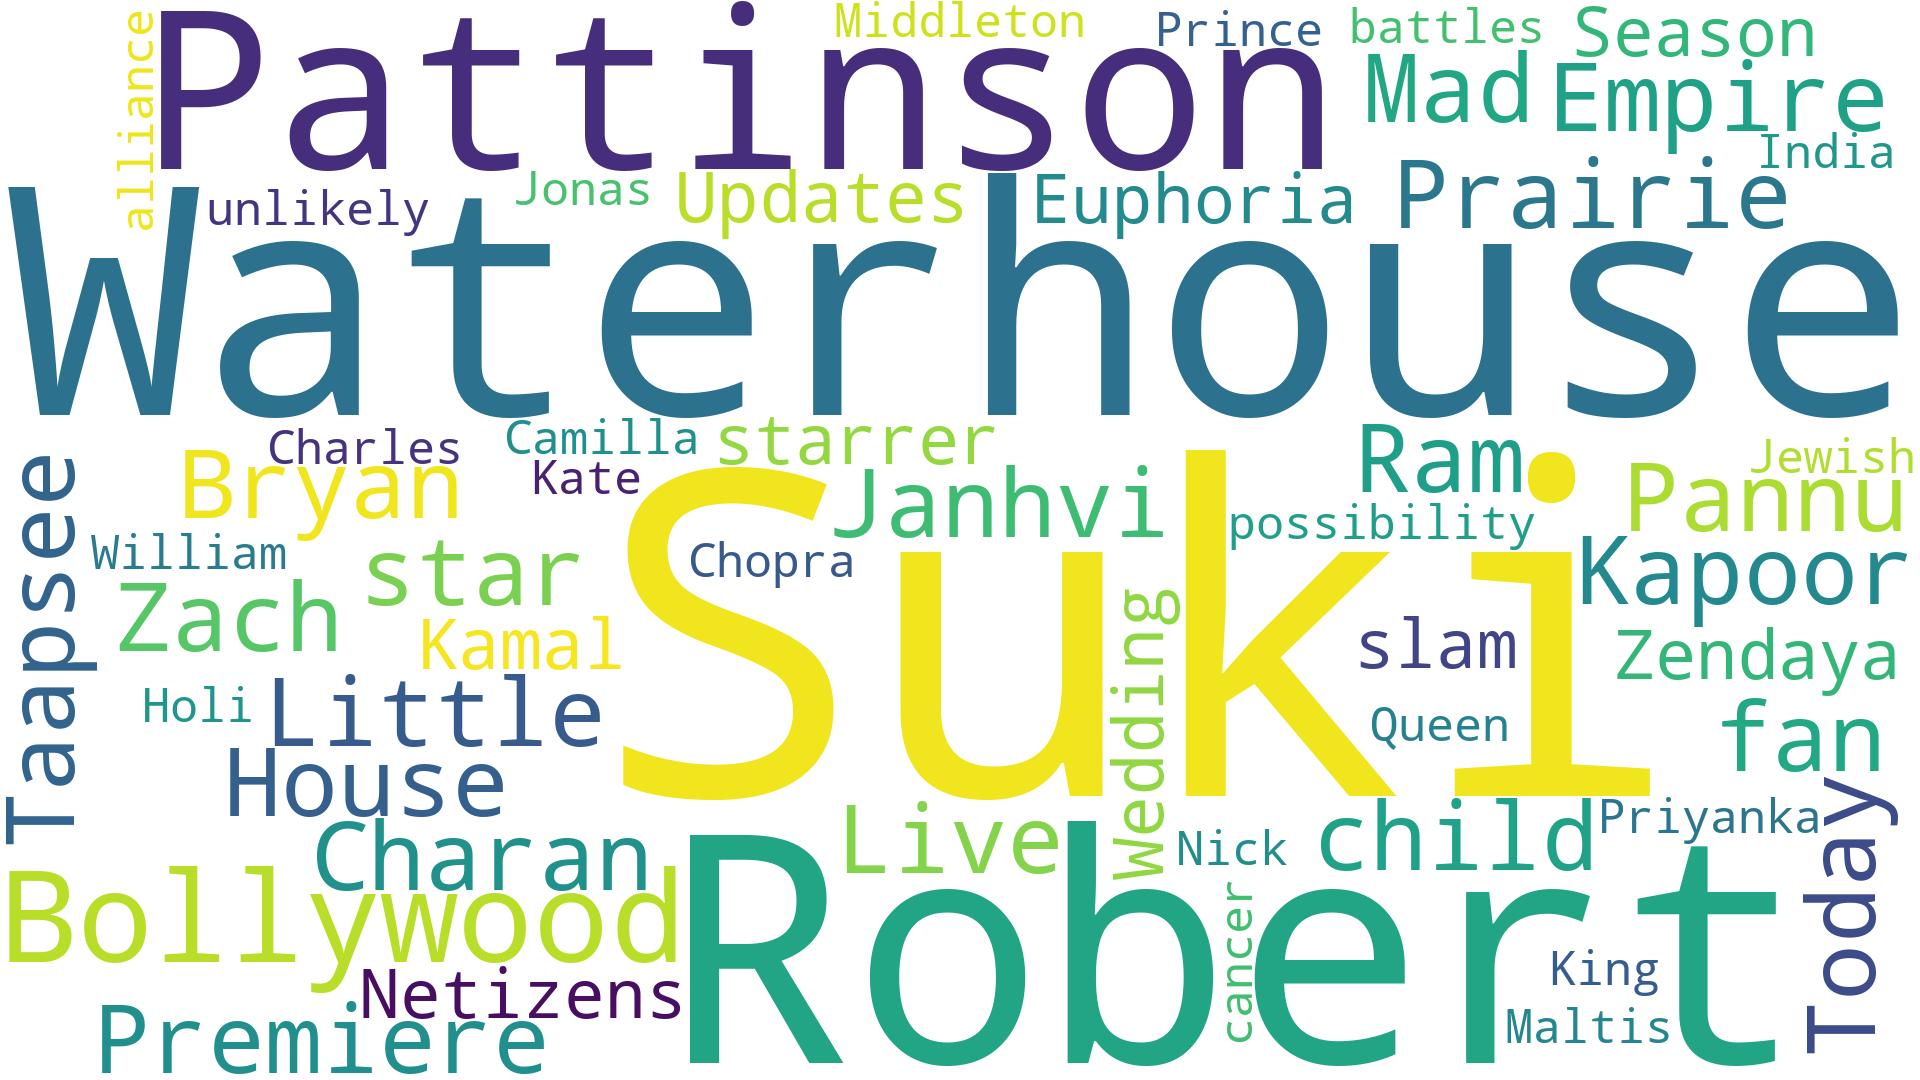 Middleton
Prince
battles
Season
alliance
Pattinson
Mad
Empire
India
unlikely
Jonas
Updates
Euphoria
Prairie
Waterhouse
Charles
Camilla
starrer
Ram
Jewish
Bryan
Kate
Janhvi
Pannu
Taapsee
Suki
possibility
William
star
Chopra
Kapoor
Zach
Kamal
Wedding
slam
Zendaya
Holi
Little
Queen
fan
House
Charan
Live
Nick
child
Priyanka
Today
Bollywood
Robert
cancer
Netizens
King
Premiere
Maltis